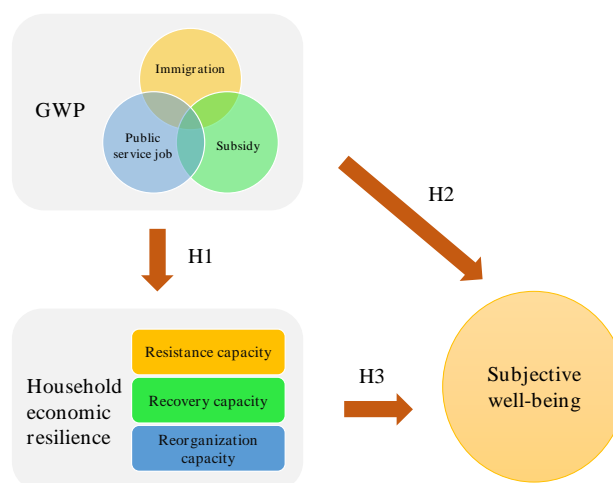 Immigration
GWP
Public
service job
Subsidy
H2
H1
Resistance capacity
Household
economic
resilience
Recovery capacity
Reorganization
capacity
H3
Subjective
well-being